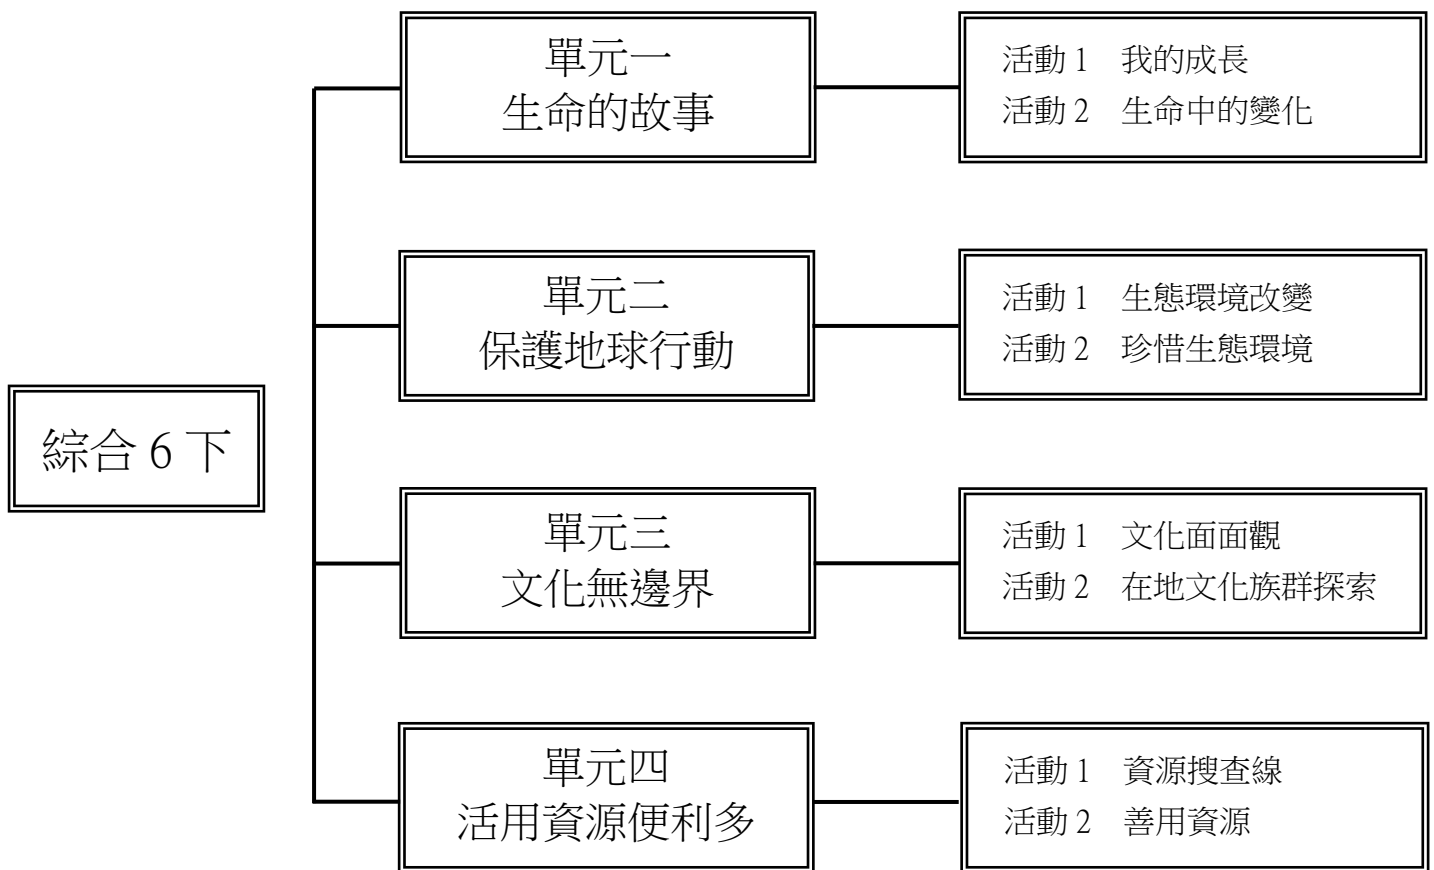 單元一
生命的故事
活動 1　我的成長
活動 2　生命中的變化
單元二
保護地球行動
活動 1　生態環境改變
活動 2　珍惜生態環境
綜合 6 下
單元三
文化無邊界
活動 1　文化面面觀
活動 2　在地文化族群探索
單元四
活用資源便利多
活動 1　資源搜查線
活動 2　善用資源